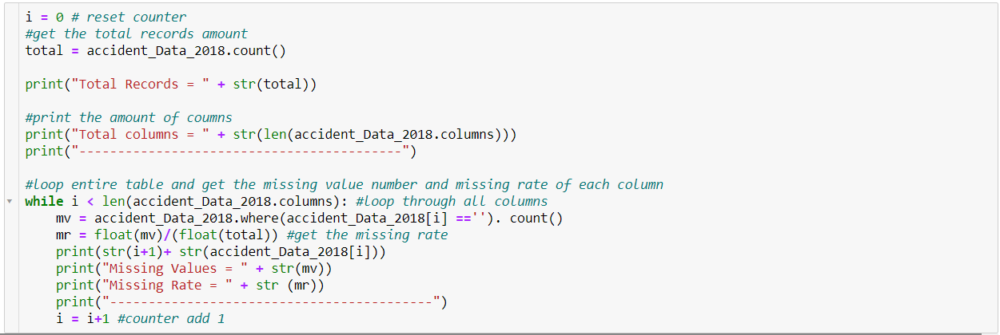 i = 0 # reset counter
#get the total records amount
total = accident_Data_2018.count()
print("Total Records = " + str(total))
#print the amount of coumns
print("Total columns = " + str(len(accident_Data_2018.columns)))
print("------------------------------------------")
#loop entire table and get the missing value number and missing rate of each column
while i < len(accident_Data_2018.columns): #loop through all columns
    mv = accident_Data_2018.where(accident_Data_2018[i] ==''). count()
    mr = float(mv)/(float(total)) #get the missing rate
    print(str(i+1)+ str(accident_Data_2018[i]))
    print("Missing Values = " + str(mv))
    print("Missing Rate = " + str (mr))
    print("------------------------------------------")
    i = i+1 #counter add 1